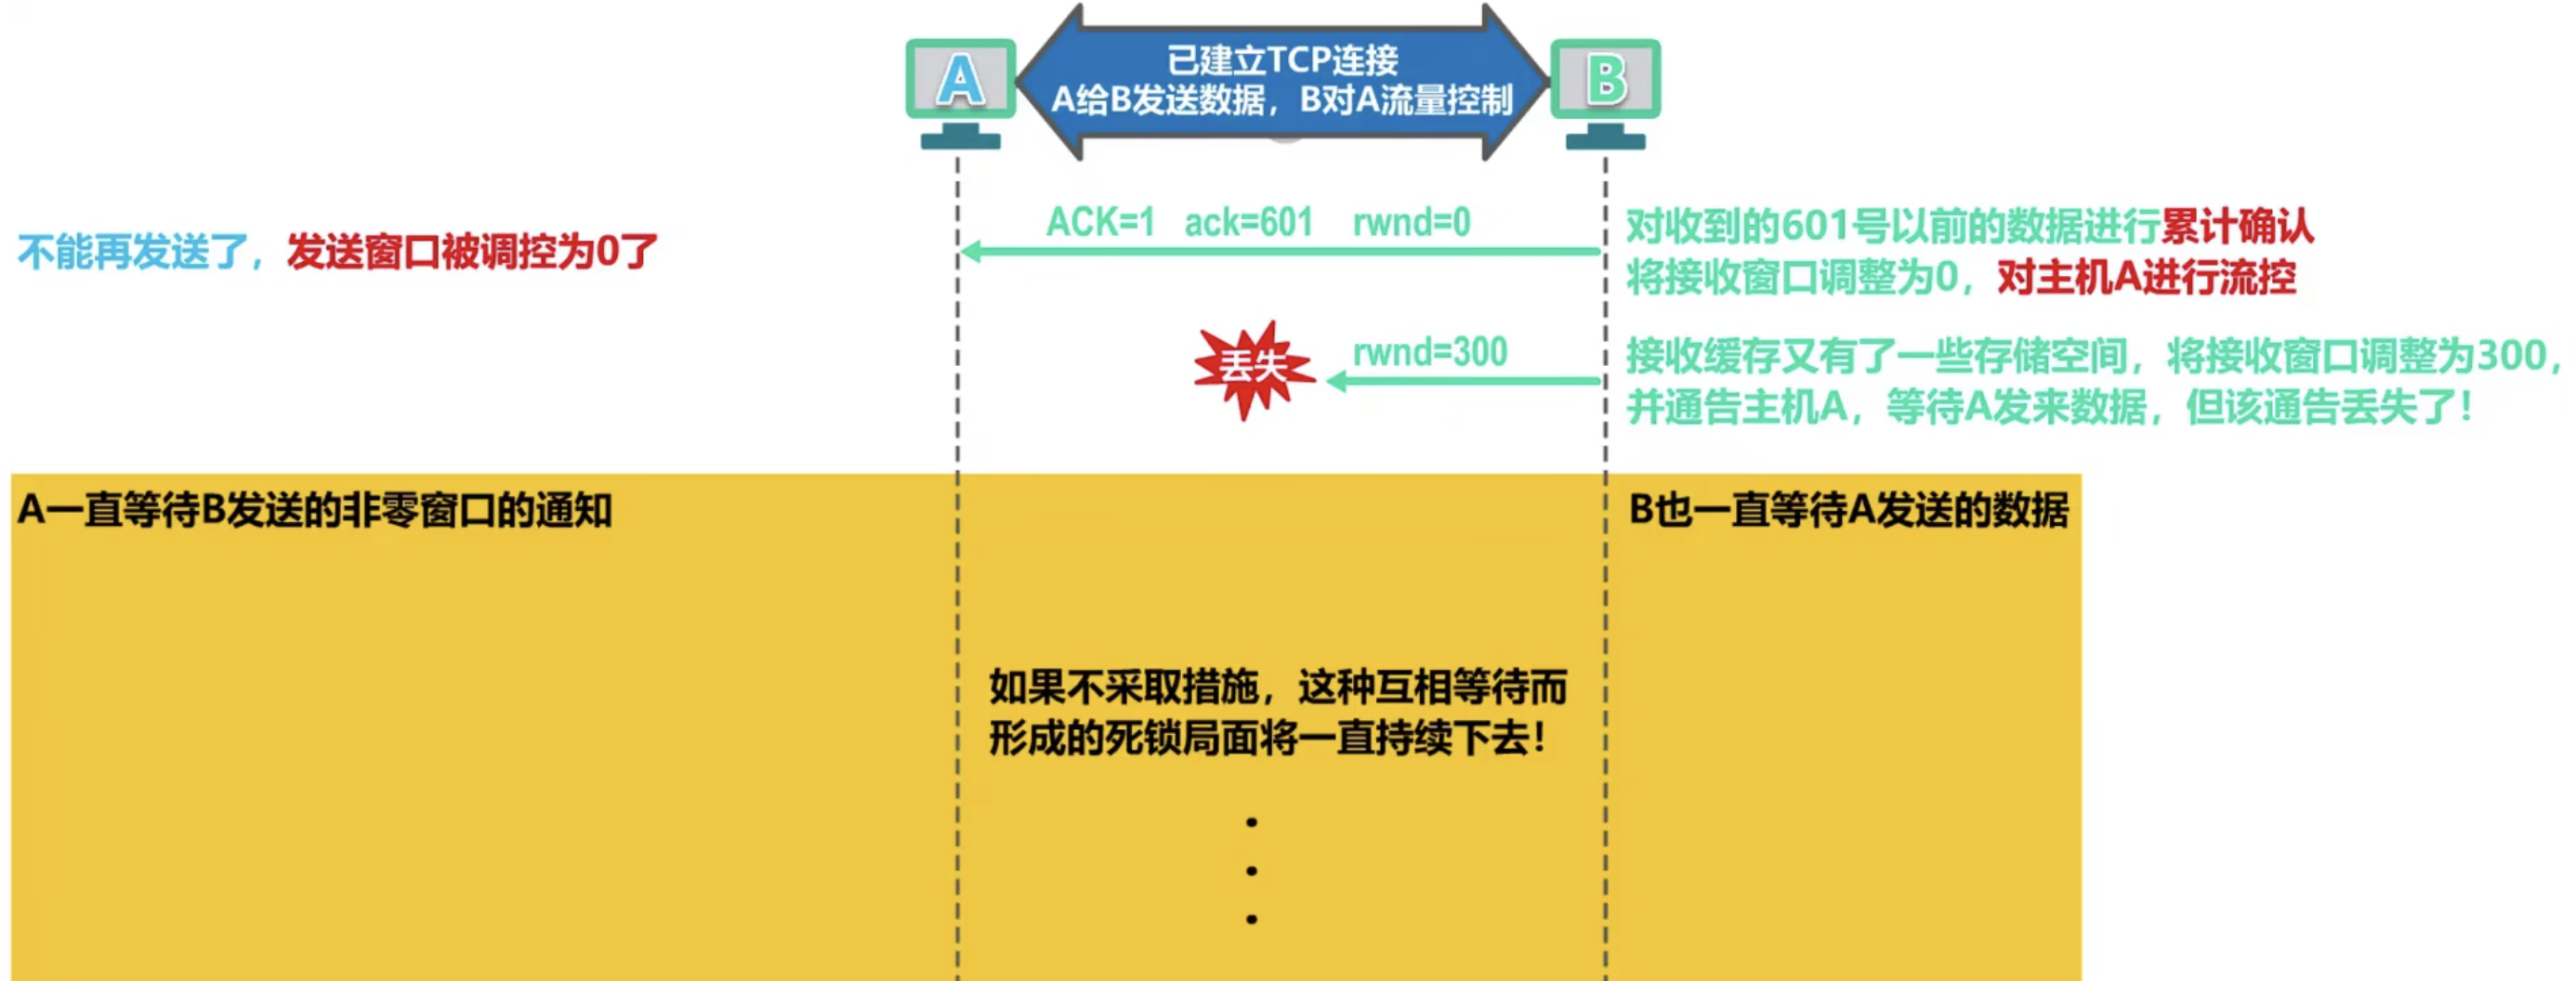 A
已建立TCP连接
A给B发送数据，B对A流量控制
B
不能再发送了，发送窗口被调控为0了
ACK=1 ack=601 rwnd=0
对收到的601号以前的数据进行累计确认
将接收窗口调整为0，对主机A进行流控
丢失
rwnd=300
接收缓存又有了一些存储空间，将接收窗口调整为300，
并通告主机A，等待A发来数据，但该通告丢失了！
A一直等待B发送的非零窗口的通知
B也一直等待A发送的数据
如果不采取措施，这种互相等待而
形成的死锁局面将一直持续下去！